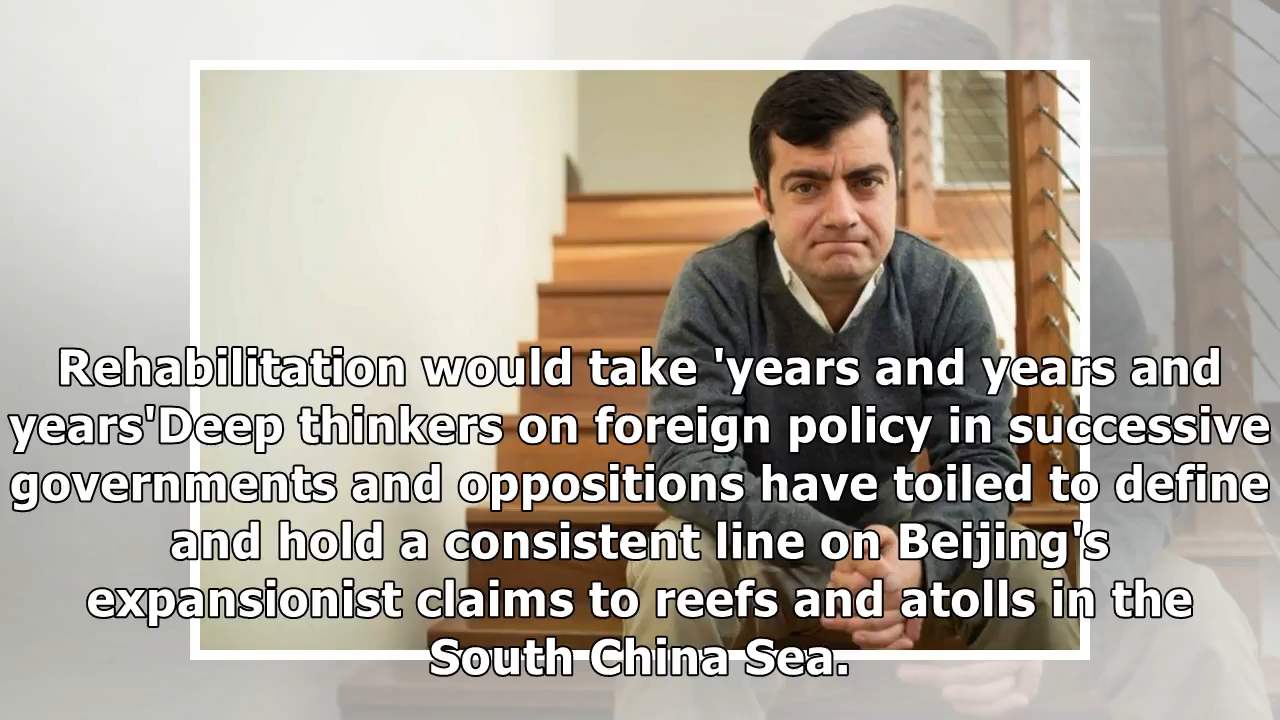 Rehabilitation would take 'years and years and
years'Deep thinkers on foreign policy in successive
governments and oppositions have toiled to define
and hold a consistent line on Beijing's
expansionist claims to reefs and atolls in the
South China Sea.